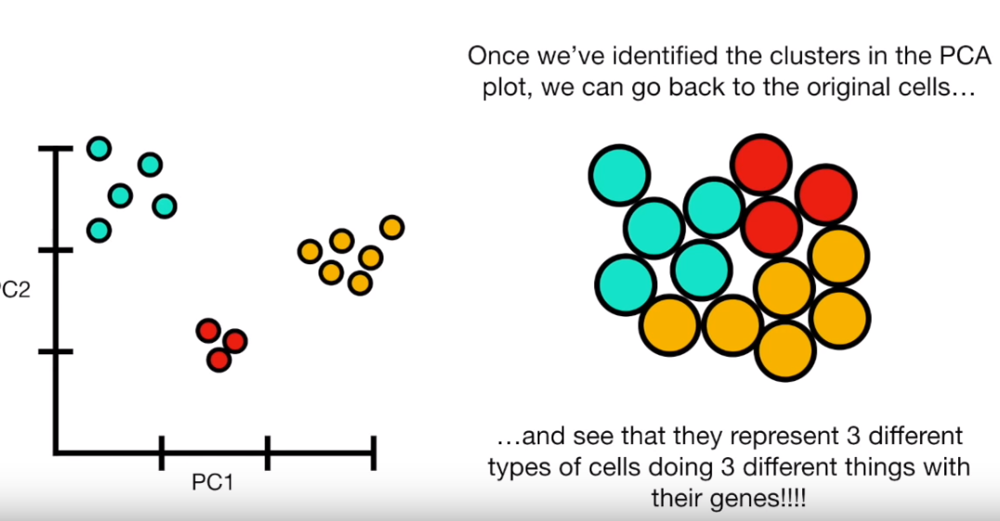 Once we've identified the clusters in the PCA
plot, we can go back to the original cells…
C2
PC1
…and see that they represent 3 different
types of cells doing 3 different things with
their genes!!!!